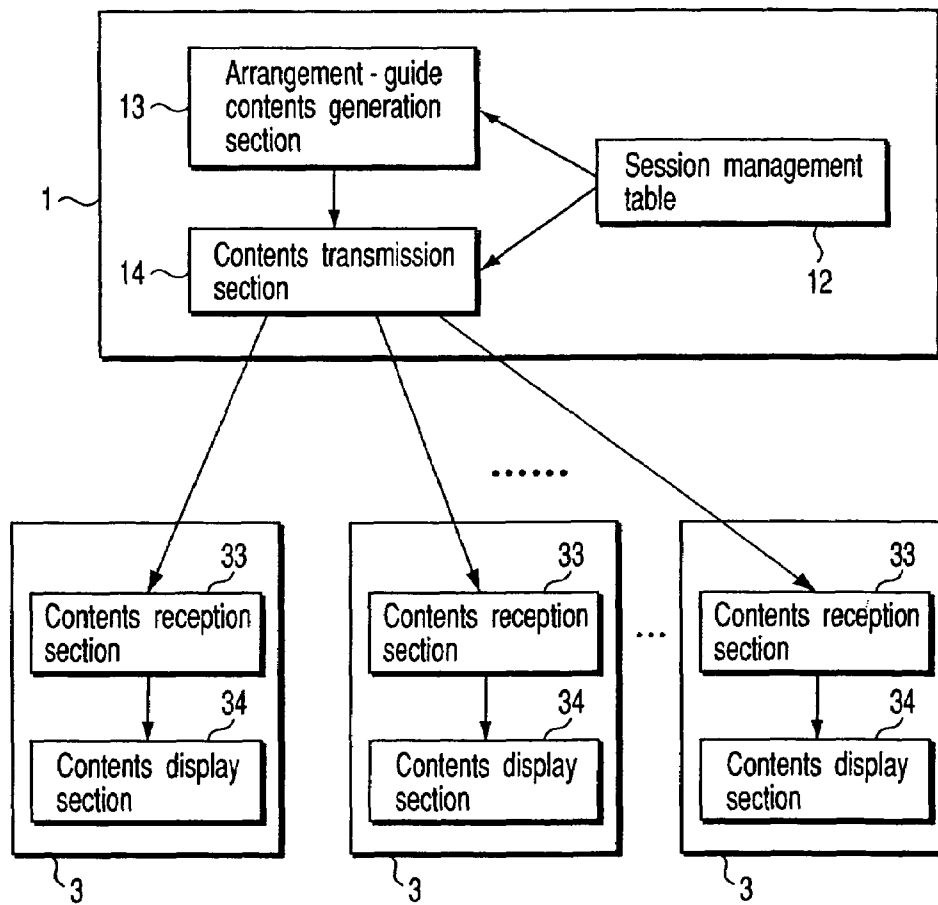 Arrangement - guide
contents generation
section
13
Session management
table
12
1
Contents transmission
section
14
......
33
Contents reception
section
34
Contents display
section
3
33
Contents reception
section
34
Contents display
section
3
...
33
Contents reception
section
34
Contents display
section
3